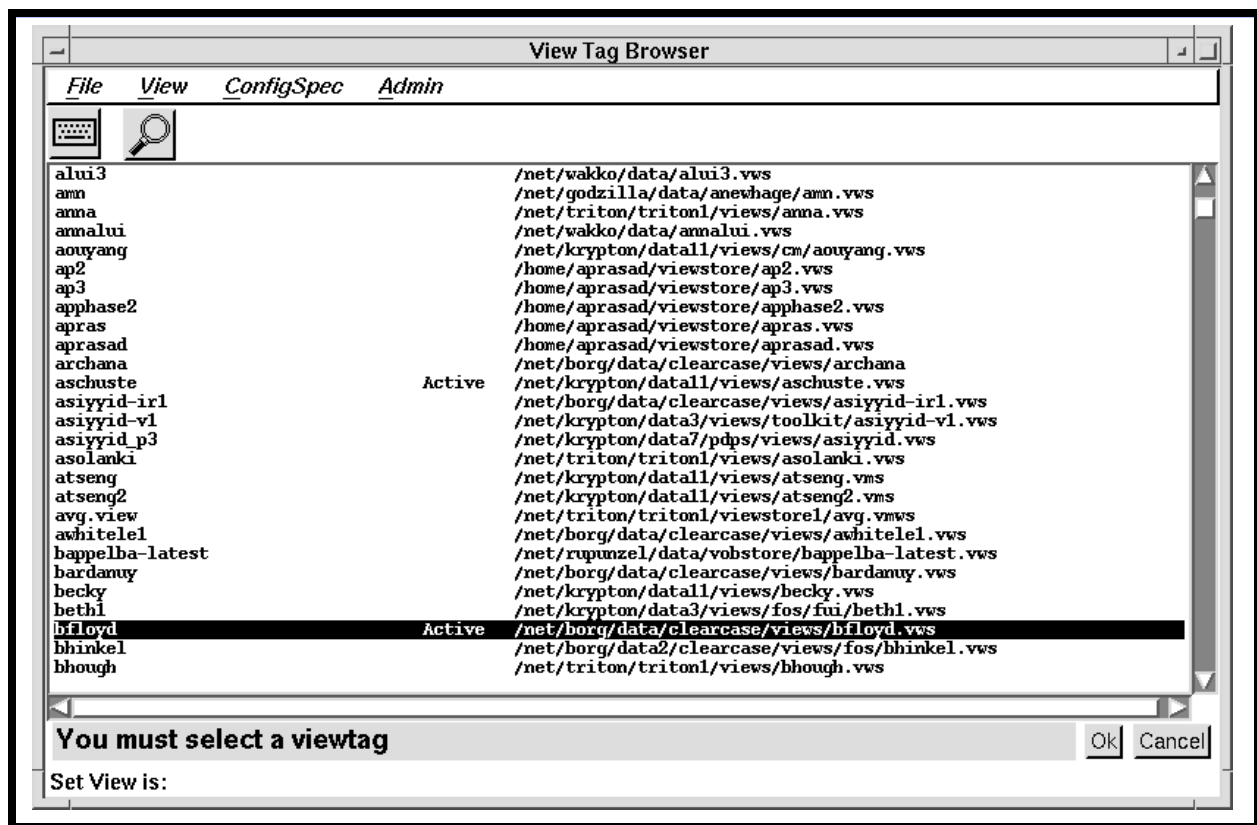 View Tag Browser
File View ConfigSpec Admin
alui3 /net/wakko/data/alui3.vws
amn /net/godzilla/data/anewhage/amn.vws
anna /net/triton/triton1/views/anna.vws
annalui /net/wakko/data/annalui.vws
aouyang /net/krypton/data11/views/cm/aouyang.vws
ap2 /home/aprasad/viewstore/ap2.vws
ap3 /home/aprasad/viewstore/ap3.vws
apphase2 /home/aprasad/viewstore/apphase2.vws
apras /home/aprasad/viewstore/apras.vws
aprasad /home/aprasad/viewstore/aprasad.vws
archana /net/borg/data/clearcase/views/archana
aschuste Active /net/krypton/data11/views/aschuste.vws
asiyyid-ir1 /net/borg/data/clearcase/views/asiyyid-ir1.vws
asiyyid-v1 /net/krypton/data3/views/toolkit/asiyyid-v1.vws
asiyyid_p3 /net/krypton/data7/pdps/views/asiyyid.vws
asolanki /net/triton/triton1/views/asolanki.vws
atseng /net/krypton/data11/views/atseng.vms
atseng2 /net/krypton/data11/views/atseng2.vms
avg.view /net/triton/triton1/viewstore1/avg.vmws
awhitele1 /net/borg/data/clearcase/views/awhitele1.vws
bappelba-latest /net/rupunzel/data/vobstore/bappelba-latest.vws
bardanuy /net/borg/data/clearcase/views/bardanuy.vws
becky /net/krypton/data11/views/becky.vws
beth1 /net/krypton/data3/views/fos/fui/beth1.vws
bfloyd Active /net/borg/data/clearcase/views/bfloyd.vws
bhinkel /net/borg/data2/clearcase/views/fos/bhinkel.vws
bhough /net/triton/triton1/views/bhough.vws
You must select a viewtag Ok Cancel
Set View is: